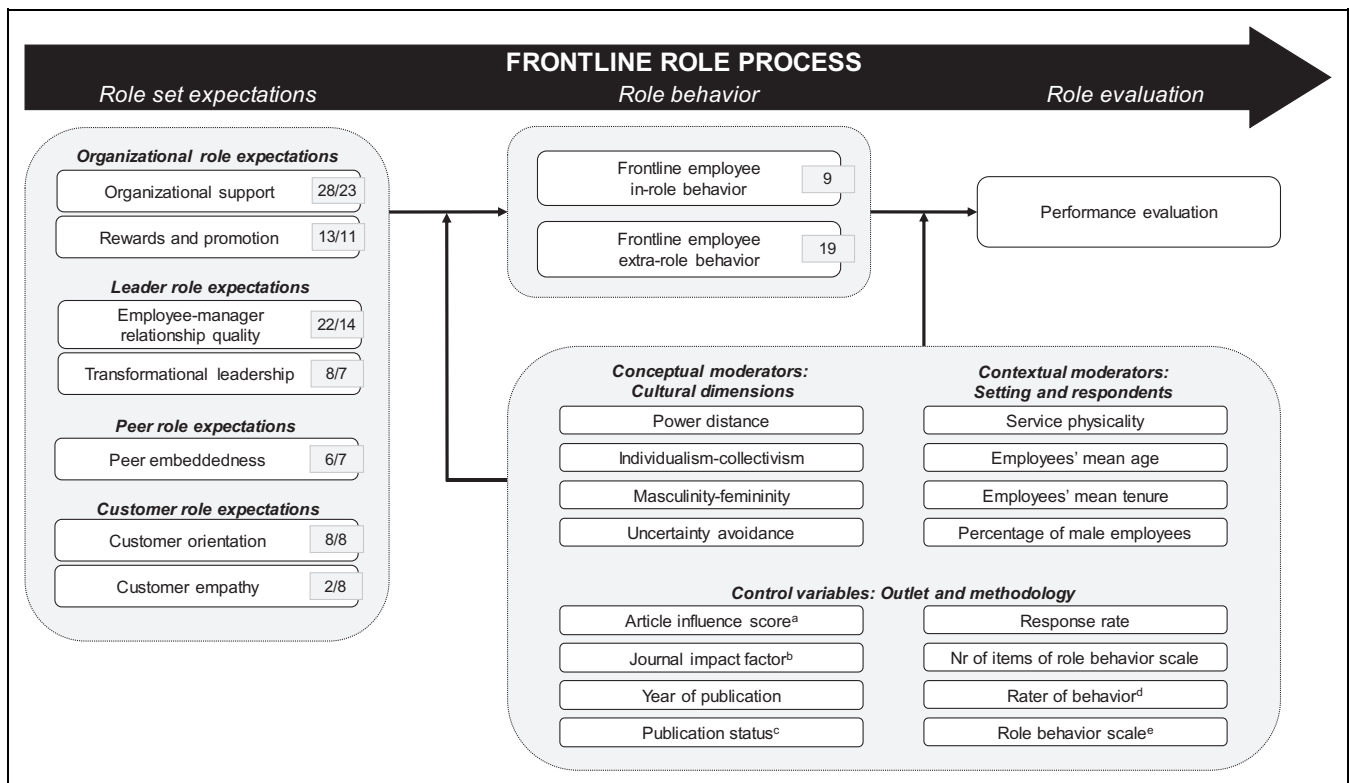 FRONTLINE ROLE PROCESS
Role set expectations
Role behavior
Role evaluation
Organizational role expectations
Organizational support
28/23
Rewards and promotion
13/11
Leader role expectations
Employee-manager
relationship quality
22/14
Transformational leadership
8/7
Peer role expectations
Peer embeddedness
6/7
Customer role expectations
Customer orientation
8/8
Customer empathy
2/8
Frontline employee
in-role behavior
9
Frontline employee
extra-role behavior
19
Performance evaluation
Conceptual moderators:
Cultural dimensions
Power distance
Individualism-collectivism
Masculinity-femininity
Uncertainty avoidance
Contextual moderators:
Setting and respondents
Service physicality
Employees' mean age
Employees' mean tenure
Percentage of male employees
Control variables: Outlet and methodology
Article influence scoreᵃ
Journal impact factorᵇ
Year of publication
Publication statusᶜ
Response rate
Nr of items of role behavior scale
Rater of behaviorᵈ
Role behavior scaleᵉ